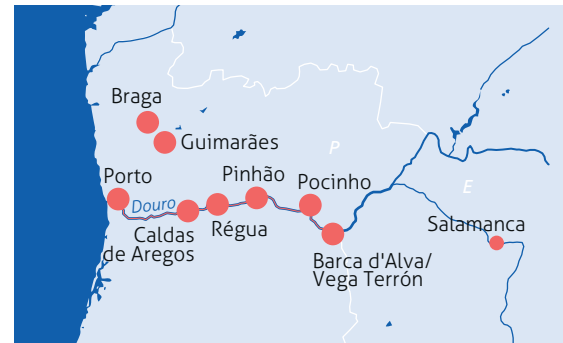 Braga
Guimarães
P
Porto
Pinhão
Pocinho
E
Douro
Caldas
de Aregos
Régua
Salamanca
Barca d'Alva/
Vega Terrón